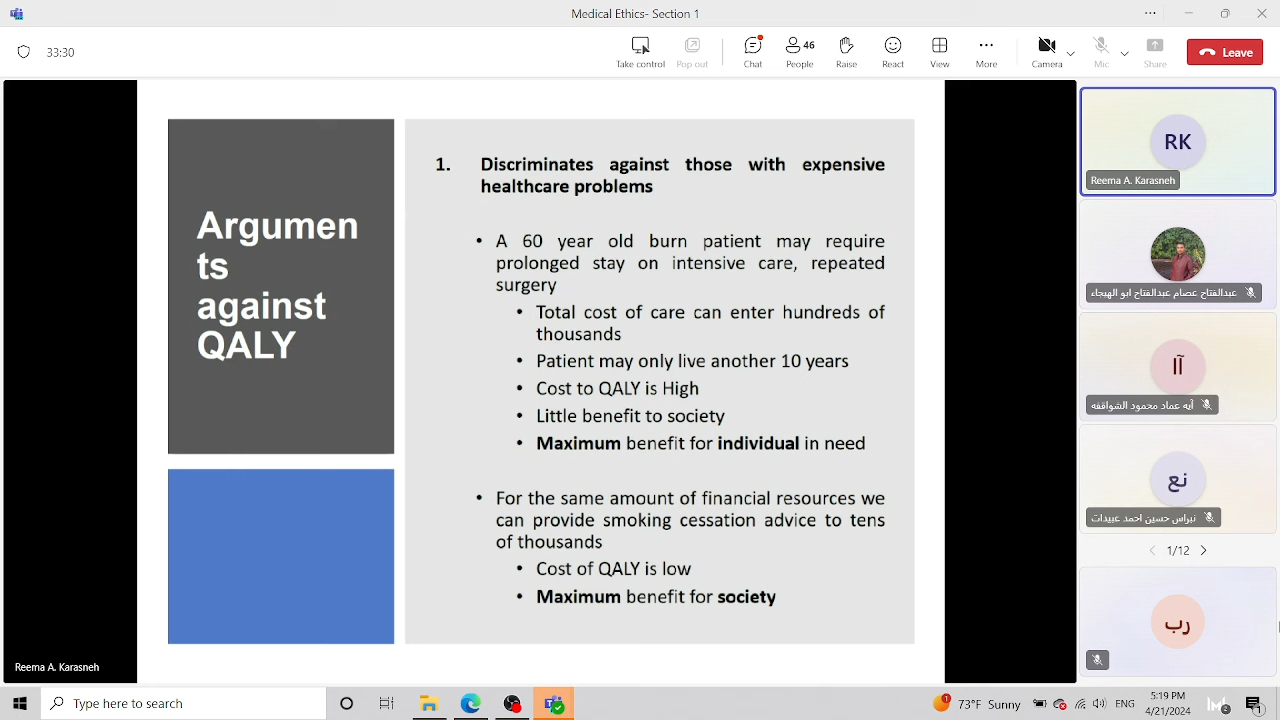 Medical Ethics- Section 1
33:30
Take control
Pop out
Chat
46
People
Raise
React
View
More
Camera
Mic
Share
Leave
Argumen
ts
against
QALY
1. Discriminates against those with expensive
healthcare problems
• A 60 year old burn patient may require
prolonged stay on intensive care, repeated
surgery
• Total cost of care can enter hundreds of
thousands
• Patient may only live another 10 years
• Cost to QALY is High
• Little benefit to society
• Maximum benefit for individual in need
• For the same amount of financial resources we
can provide smoking cessation advice to tens
of thousands
• Cost of QALY is low
• Maximum benefit for society
Reema A. Karasneh
RK
Reema A. Karasneh
عبدالفتاح عصام عبدالفتاح ابو الهيجاء
آا
آيه عماد محمود الشواقفه
نع
نبراس حسين احمد عبيدات
1/12
رب
Type here to search
1
73°F Sunny
ENG
5:19 PM
4/21/2024
2
1